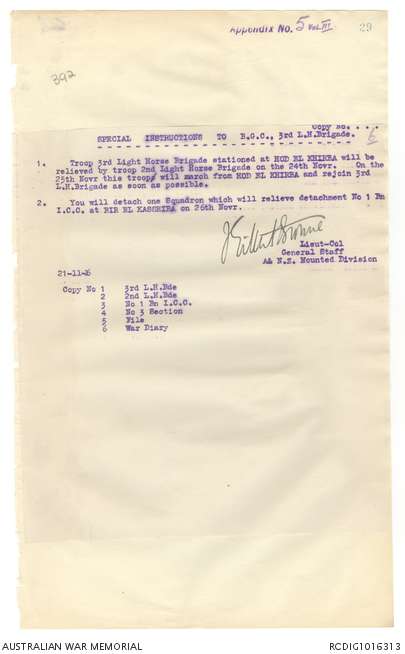 Appendix No. 5 Vol III
29
392
Copy No. . . .
6
SPECIAL INSTRUCTIONS TO B.G.C., 3rd L.H.Brigade.
1. Troop 3rd Light Horse Brigade stationed at HOD EL KHIRBA will be
relieved by troop 2nd Light Horse Brigade on the 24th Novr. On the
25th Novr this troop will march from HOD EL KHIRBA and rejoin 3rd
L.H.Brigade as soon as possible.
2. You will detach one Squadron which will relieve detachment No 1 Bn
I.C.C. at BIR EL KASSEIBA on 26th Novr.
Lieut-Col
General Staff
A& N.Z. Mounted Division
21-11-16
Copy No 1 3rd L.H.Bde
2 2nd L.H.Bde
3 No 1 Bn I.C.C.
4 No 3 Section
5 File
6 War Diary
AUSTRALIAN WAR MEMORIAL
RCDIG1016313